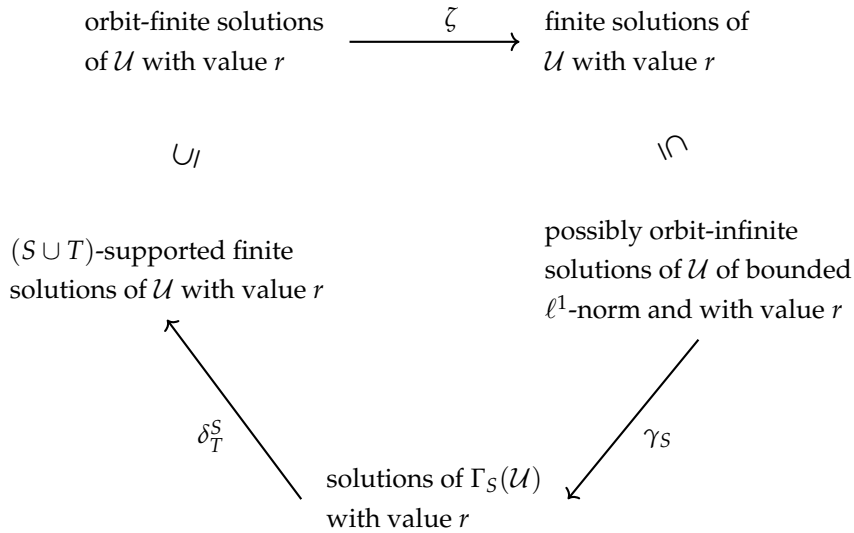 orbit-finite solutions
of 𝒰 with value r
ζ
finite solutions of
𝒰 with value r
∪|
|∩
(S ∪ T)-supported finite
solutions of 𝒰 with value r
possibly orbit-infinite
solutions of 𝒰 of bounded
ℓ¹-norm and with value r
δ_T^S
γ_S
solutions of Γ_S(𝒰)
with value r